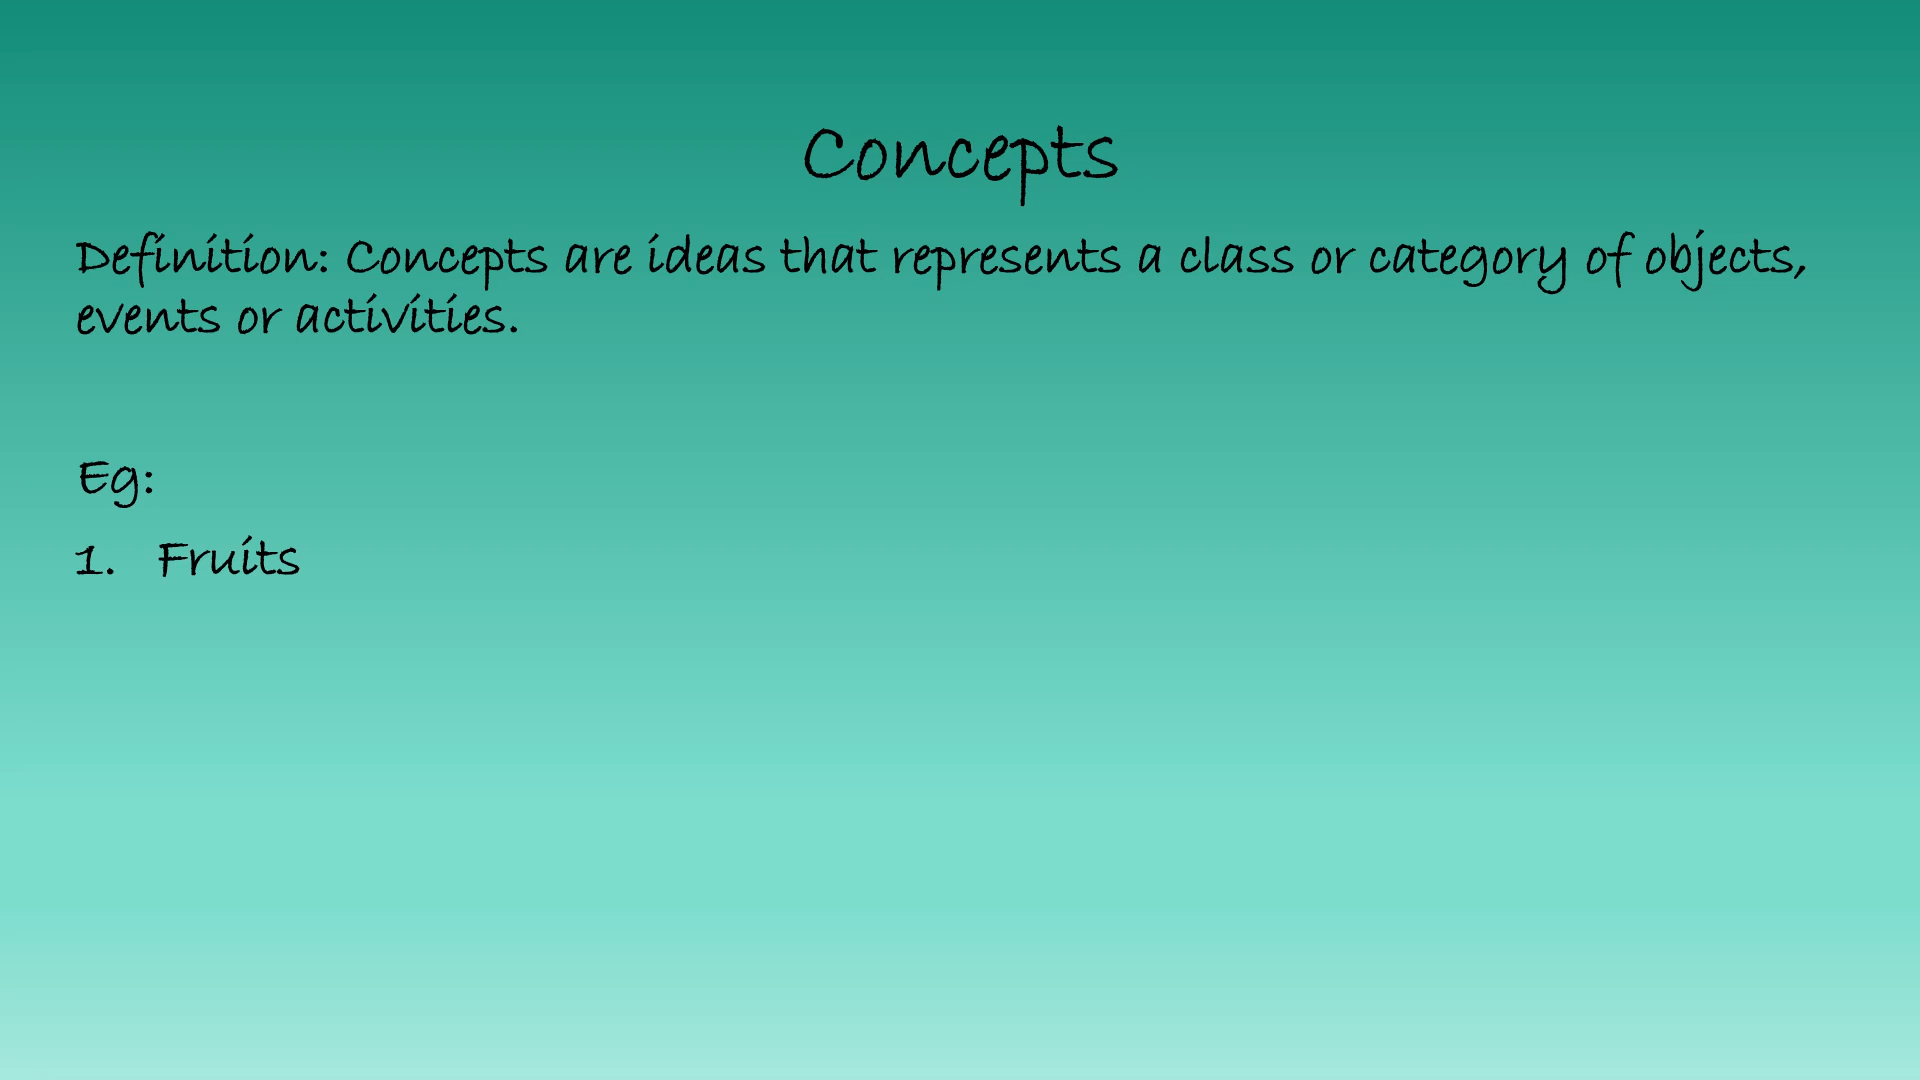 Concepts
Definition: Concepts are ideas that represents a class or category of objects,
events or activities.
Eg:
1. Fruits